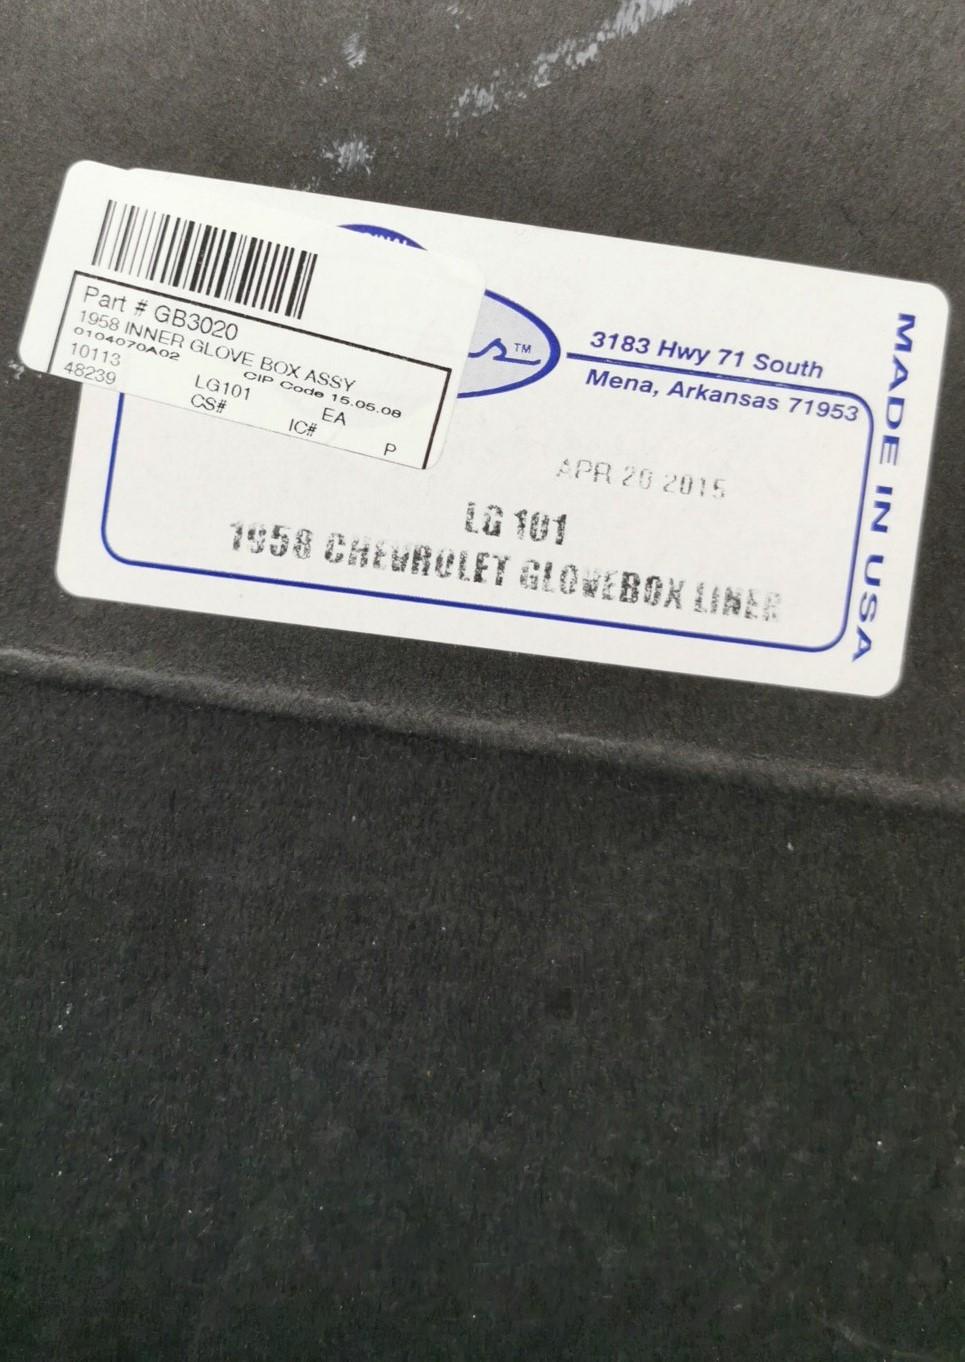 Part # GB3020
1958 INNER GLOVE BOX ASSY
0104070A02 CIP Code 15.05.08
10113 LG101 EA
48239 CS# IC# P
TM
3183 Hwy 71 South
Mena, Arkansas 71953
MADE IN USA
APR 20 2015
LG 101
1958 CHEVROLET GLOVEBOX LINER